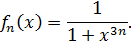 fₙ(x) = 1 / (1 + x³ⁿ).